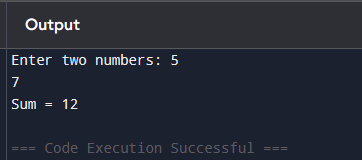 Output
Enter two numbers: 5
7
Sum = 12
=== Code Execution Successful ===